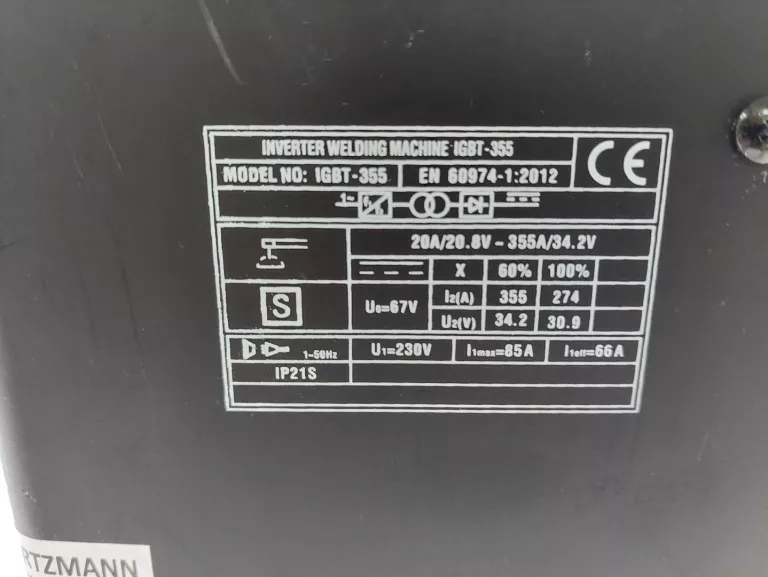 INVERTER WELDING MACHINE IGBT-355
MODEL NO: IGBT-355 EN 60974-1:2012
CE
1~
20A/20.8V - 355A/34.2V
X 60% 100%
S U₀=67V I₂(A) 355 274
U₂(V) 34.2 30.9
1~50Hz U₁=230V I₁max=85A I₁eff=66A
IP21S
RTZMANN